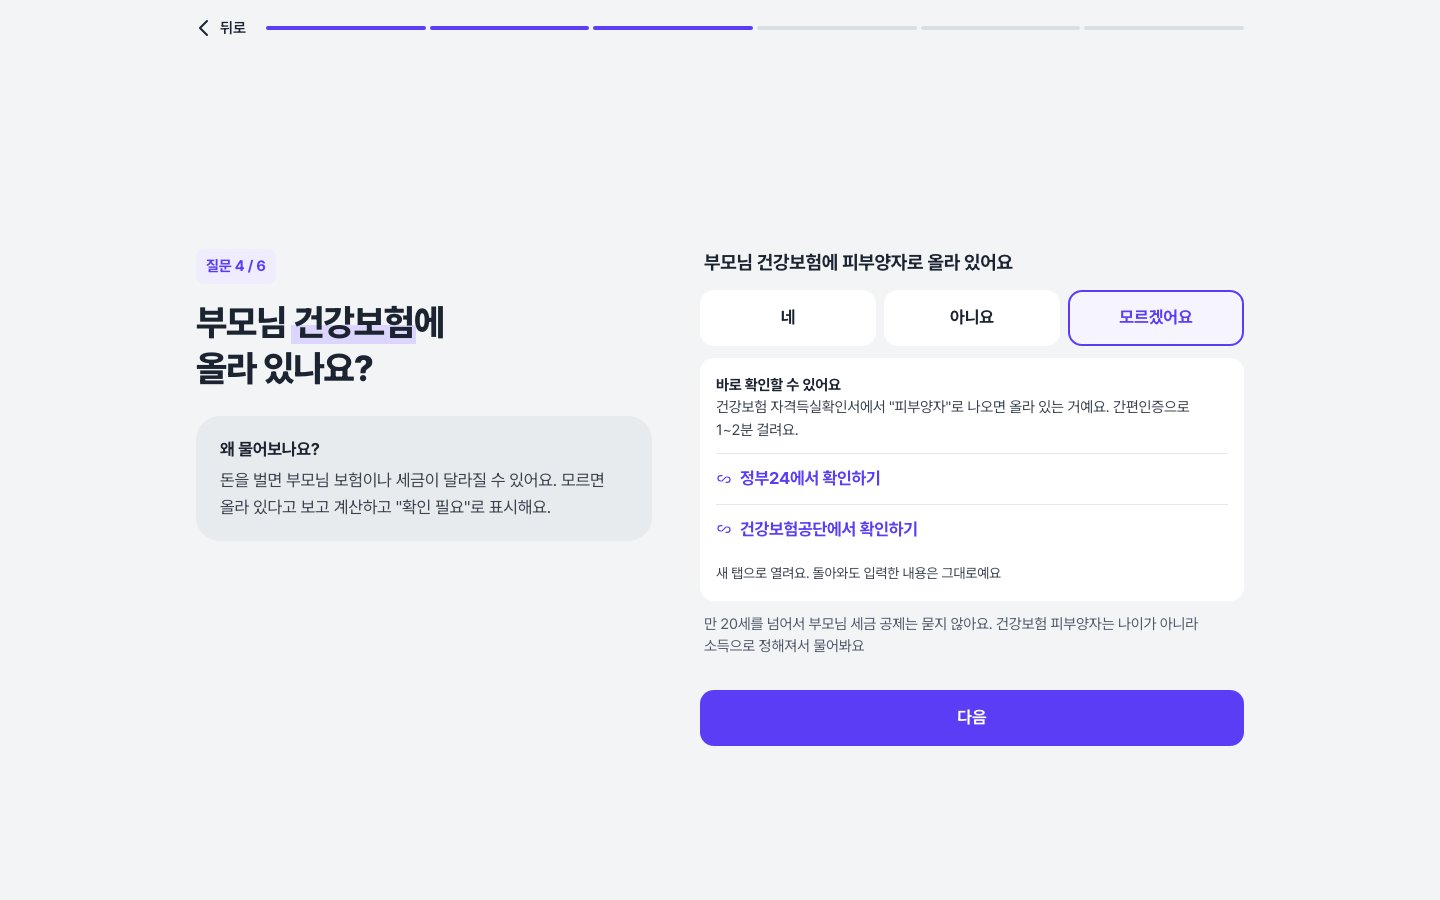 뒤로
질문 4 / 6
부모님 건강보험에
올라 있나요?
왜 물어보나요?
돈을 벌면 부모님 보험이나 세금이 달라질 수 있어요. 모르면
올라 있다고 보고 계산하고 "확인 필요"로 표시해요.
부모님 건강보험에 피부양자로 올라 있어요
네
아니요
모르겠어요
바로 확인할 수 있어요
건강보험 자격득실확인서에서 "피부양자"로 나오면 올라 있는 거예요. 간편인증으로
1~2분 걸려요.
정부24에서 확인하기
건강보험공단에서 확인하기
새 탭으로 열려요. 돌아와도 입력한 내용은 그대로예요
만 20세를 넘어서 부모님 세금 공제는 묻지 않아요. 건강보험 피부양자는 나이가 아니라
소득으로 정해져서 물어봐요
다음